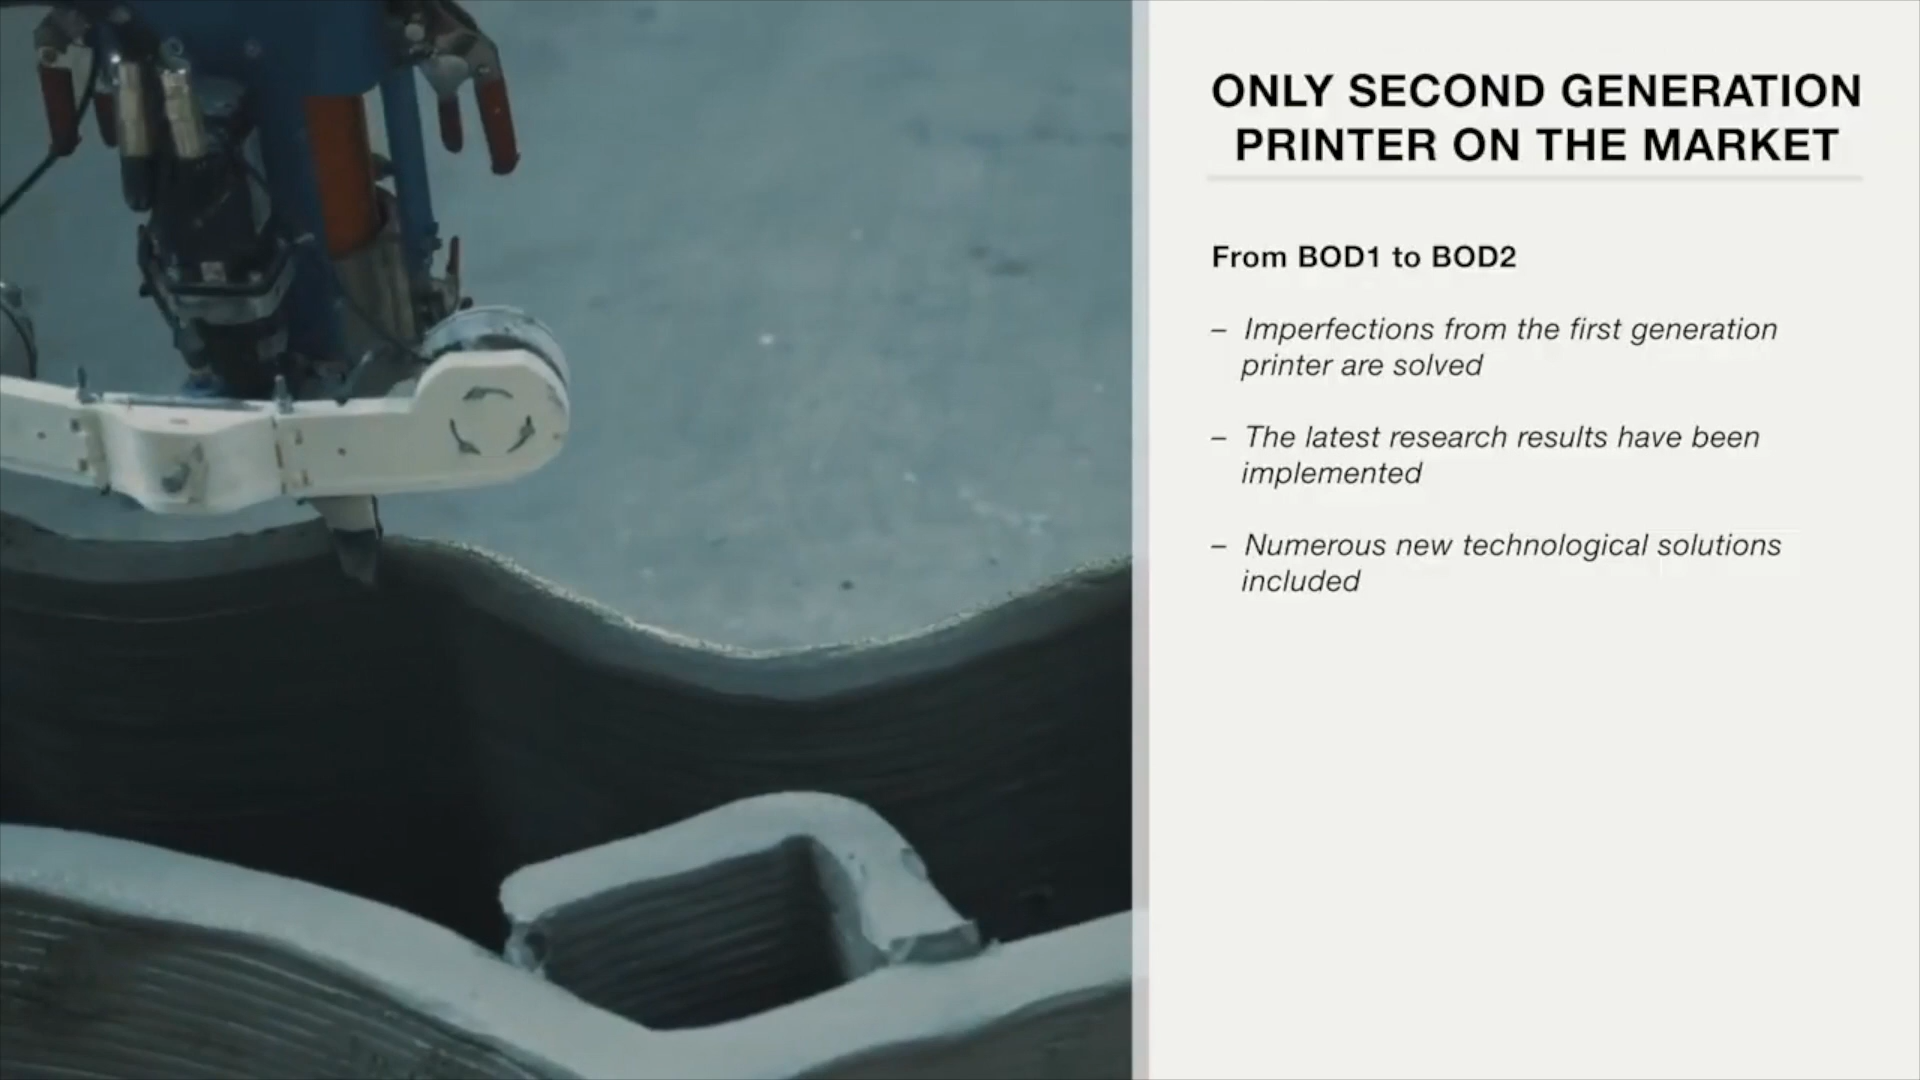 ONLY SECOND GENERATION
PRINTER ON THE MARKET
From BOD1 to BOD2
– Imperfections from the first generation
printer are solved
– The latest research results have been
implemented
– Numerous new technological solutions
included